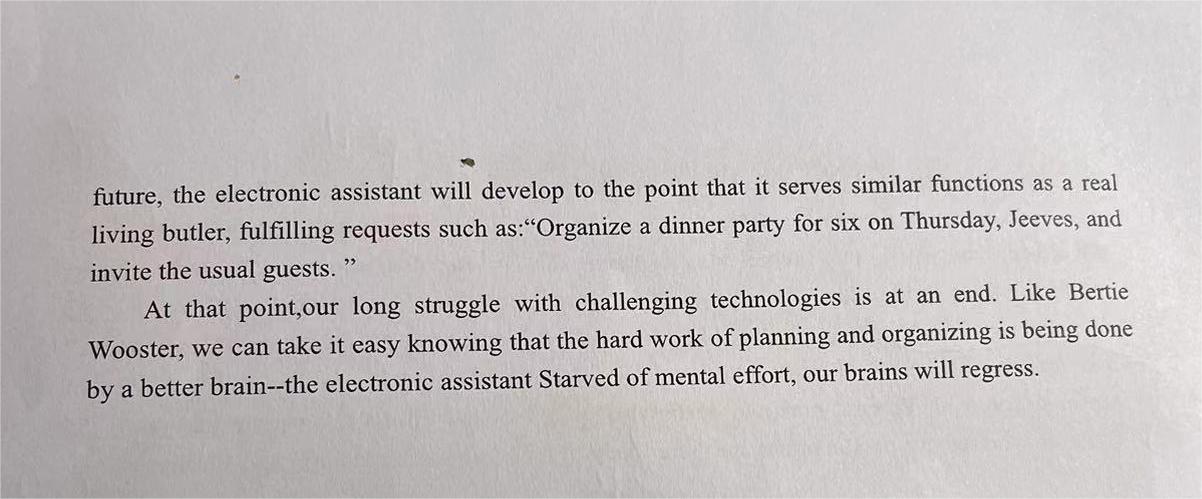 future, the electronic assistant will develop to the point that it serves similar functions as a real
living butler, fulfilling requests such as:“Organize a dinner party for six on Thursday, Jeeves, and
invite the usual guests. ”
At that point,our long struggle with challenging technologies is at an end. Like Bertie
Wooster, we can take it easy knowing that the hard work of planning and organizing is being done
by a better brain--the electronic assistant Starved of mental effort, our brains will regress.